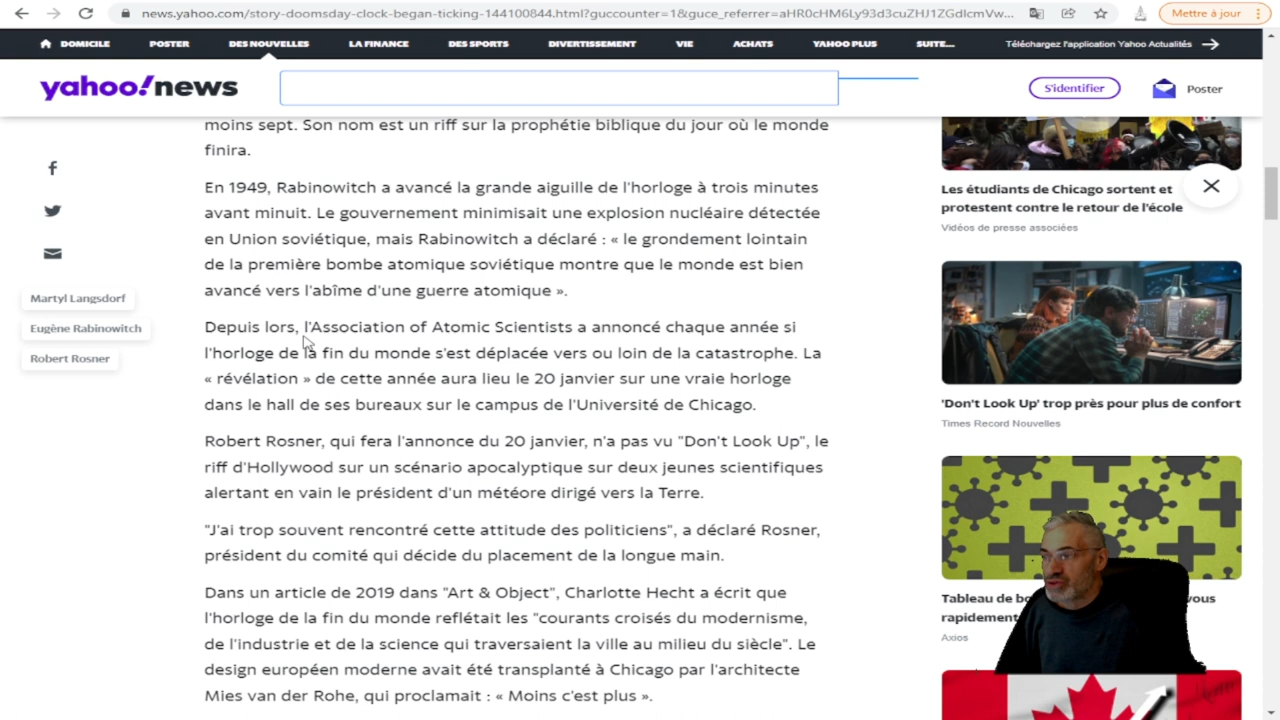 news.yahoo.com/story-doomsday-clock-began-ticking-144100844.html?guccounter=1&guce_referrer=aHR0cHM6Ly93d3cuZHJ1ZGdlcmVw...
Mettre à jour
DOMICILE POSTER DES NOUVELLES LA FINANCE DES SPORTS DIVERTISSEMENT VIE ACHATS YAHOO PLUS SUITE... Téléchargez l'application Yahoo Actualités
yahoo!news
S'identifier
Poster
Martyl Langsdorf
Eugène Rabinowitch
Robert Rosner
moins sept. Son nom est un riff sur la prophétie biblique du jour où le monde
finira.
En 1949, Rabinowitch a avancé la grande aiguille de l'horloge à trois minutes
avant minuit. Le gouvernement minimisait une explosion nucléaire détectée
en Union soviétique, mais Rabinowitch a déclaré : « le grondement lointain
de la première bombe atomique soviétique montre que le monde est bien
avancé vers l'abîme d'une guerre atomique ».
Depuis lors, l'Association of Atomic Scientists a annoncé chaque année si
l'horloge de la fin du monde s'est déplacée vers ou loin de la catastrophe. La
« révélation » de cette année aura lieu le 20 janvier sur une vraie horloge
dans le hall de ses bureaux sur le campus de l'Université de Chicago.
Robert Rosner, qui fera l'annonce du 20 janvier, n'a pas vu "Don't Look Up", le
riff d'Hollywood sur un scénario apocalyptique sur deux jeunes scientifiques
alertant en vain le président d'un météore dirigé vers la Terre.
"J'ai trop souvent rencontré cette attitude des politiciens", a déclaré Rosner,
président du comité qui décide du placement de la longue main.
Dans un article de 2019 dans "Art & Object", Charlotte Hecht a écrit que
l'horloge de la fin du monde reflétait les "courants croisés du modernisme,
de l'industrie et de la science qui traversaient la ville au milieu du siècle". Le
design européen moderne avait été transplanté à Chicago par l'architecte
Mies van der Rohe, qui proclamait : « Moins c'est plus ».
Les étudiants de Chicago sortent et
protestent contre le retour de l'école
Vidéos de presse associées
'Don't Look Up' trop près pour plus de confort
Times Record Nouvelles
Tableau de vous
rapidement
Axios